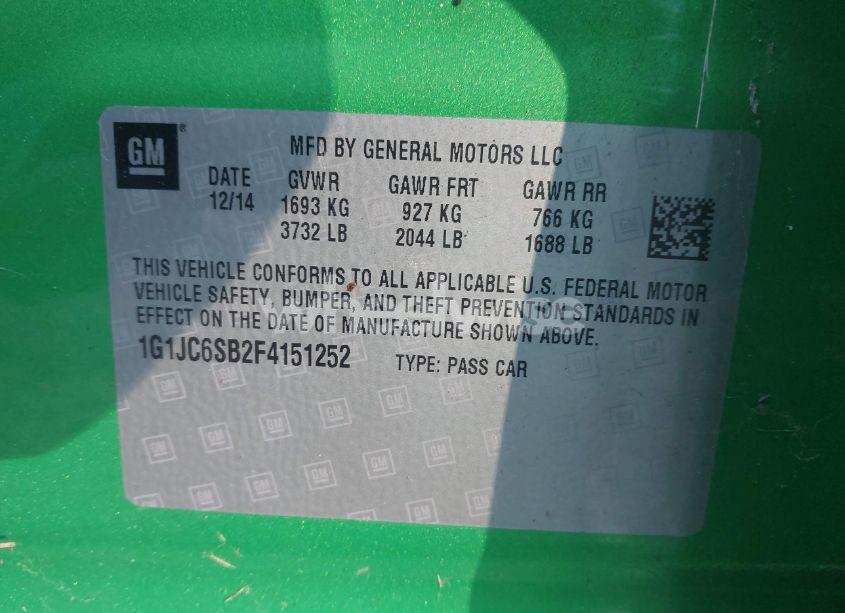 GM
MFD BY GENERAL MOTORS LLC
DATE GVWR GAWR FRT GAWR RR
12/14 1693 KG 927 KG 766 KG
3732 LB 2044 LB 1688 LB
THIS VEHICLE CONFORMS TO ALL APPLICABLE U.S. FEDERAL MOTOR
VEHICLE SAFETY, BUMPER, AND THEFT PREVENTION STANDARDS IN
EFFECT ON THE DATE OF MANUFACTURE SHOWN ABOVE.
1G1JC6SB2F4151252 TYPE: PASS CAR